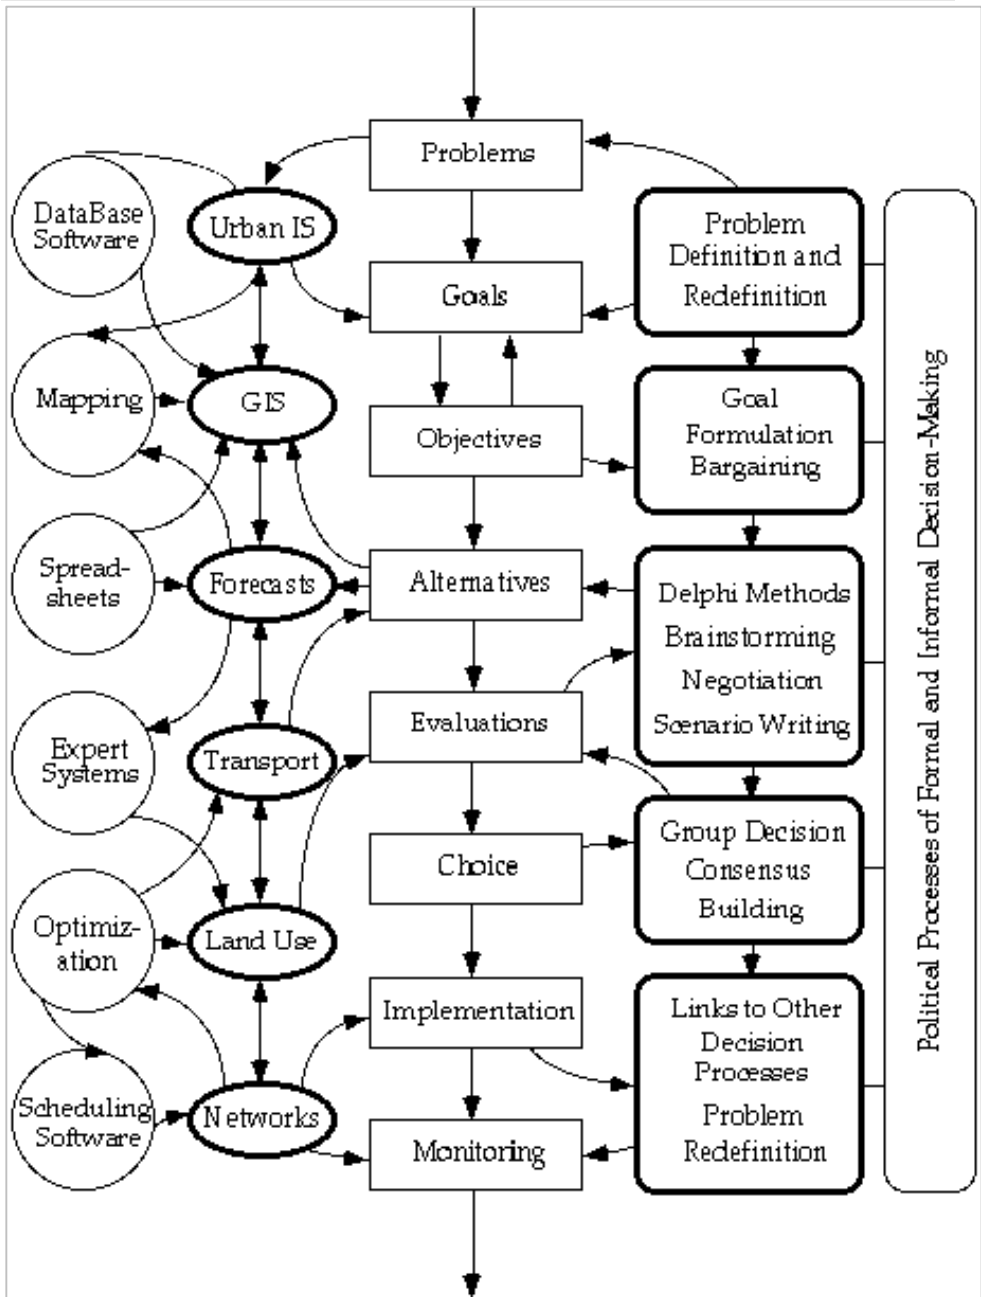 Problems
DataBase
Software
Urban IS
Problem
Definition and
Redefinition
Goals
Mapping
GIS
Objectives
Goal
Formulation
Bargaining
Spread-
sheets
Forecasts
Alternatives
Delphi Methods
Brainstorming
Negotiation
Scenario Writing
Expert
Systems
Transport
Evaluations
Group Decision
Consensus
Building
Choice
Optimiz-
ation
Land Use
Implementation
Links to Other
Decision
Processes
Problem
Redefinition
Scheduling
Software
Networks
Monitoring
Political Processes of Formal and Informal Decision-Making